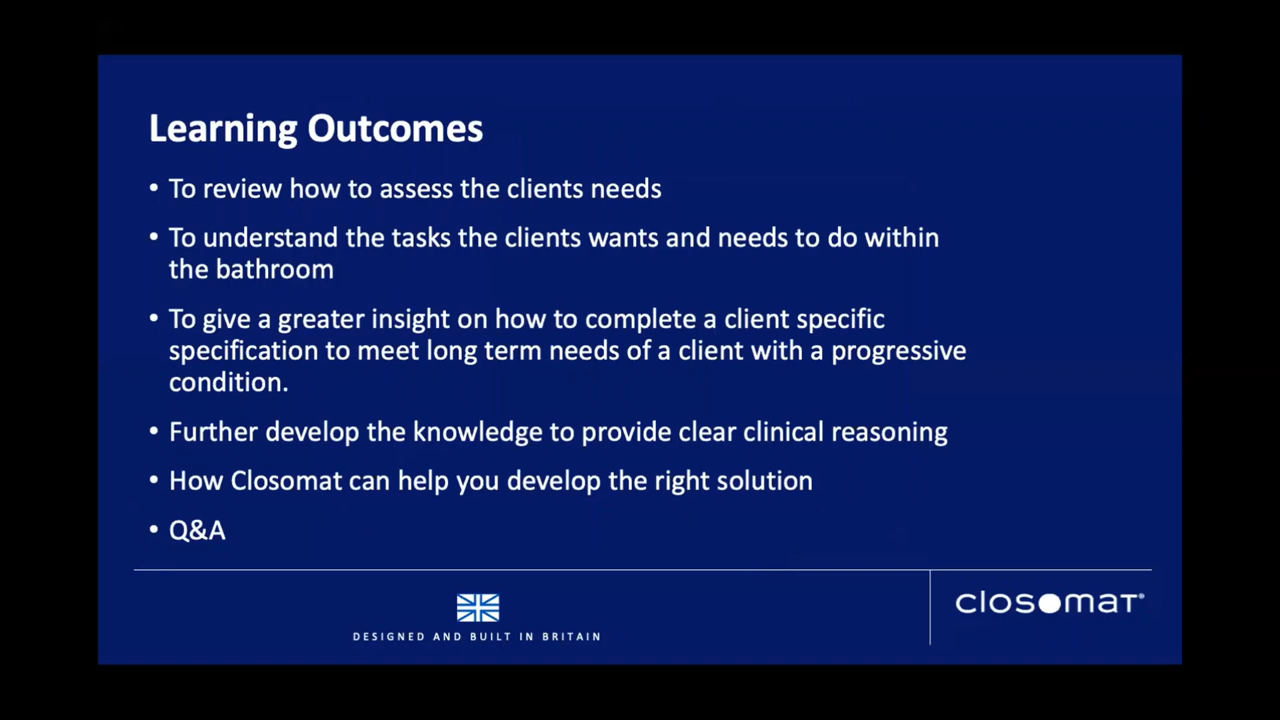 Learning Outcomes
• To review how to assess the clients needs
• To understand the tasks the clients wants and needs to do within
the bathroom
• To give a greater insight on how to complete a client specific
specification to meet long term needs of a client with a progressive
condition.
• Further develop the knowledge to provide clear clinical reasoning
• How Closomat can help you develop the right solution
• Q&A
DESIGNED AND BUILT IN BRITAIN
closomat®